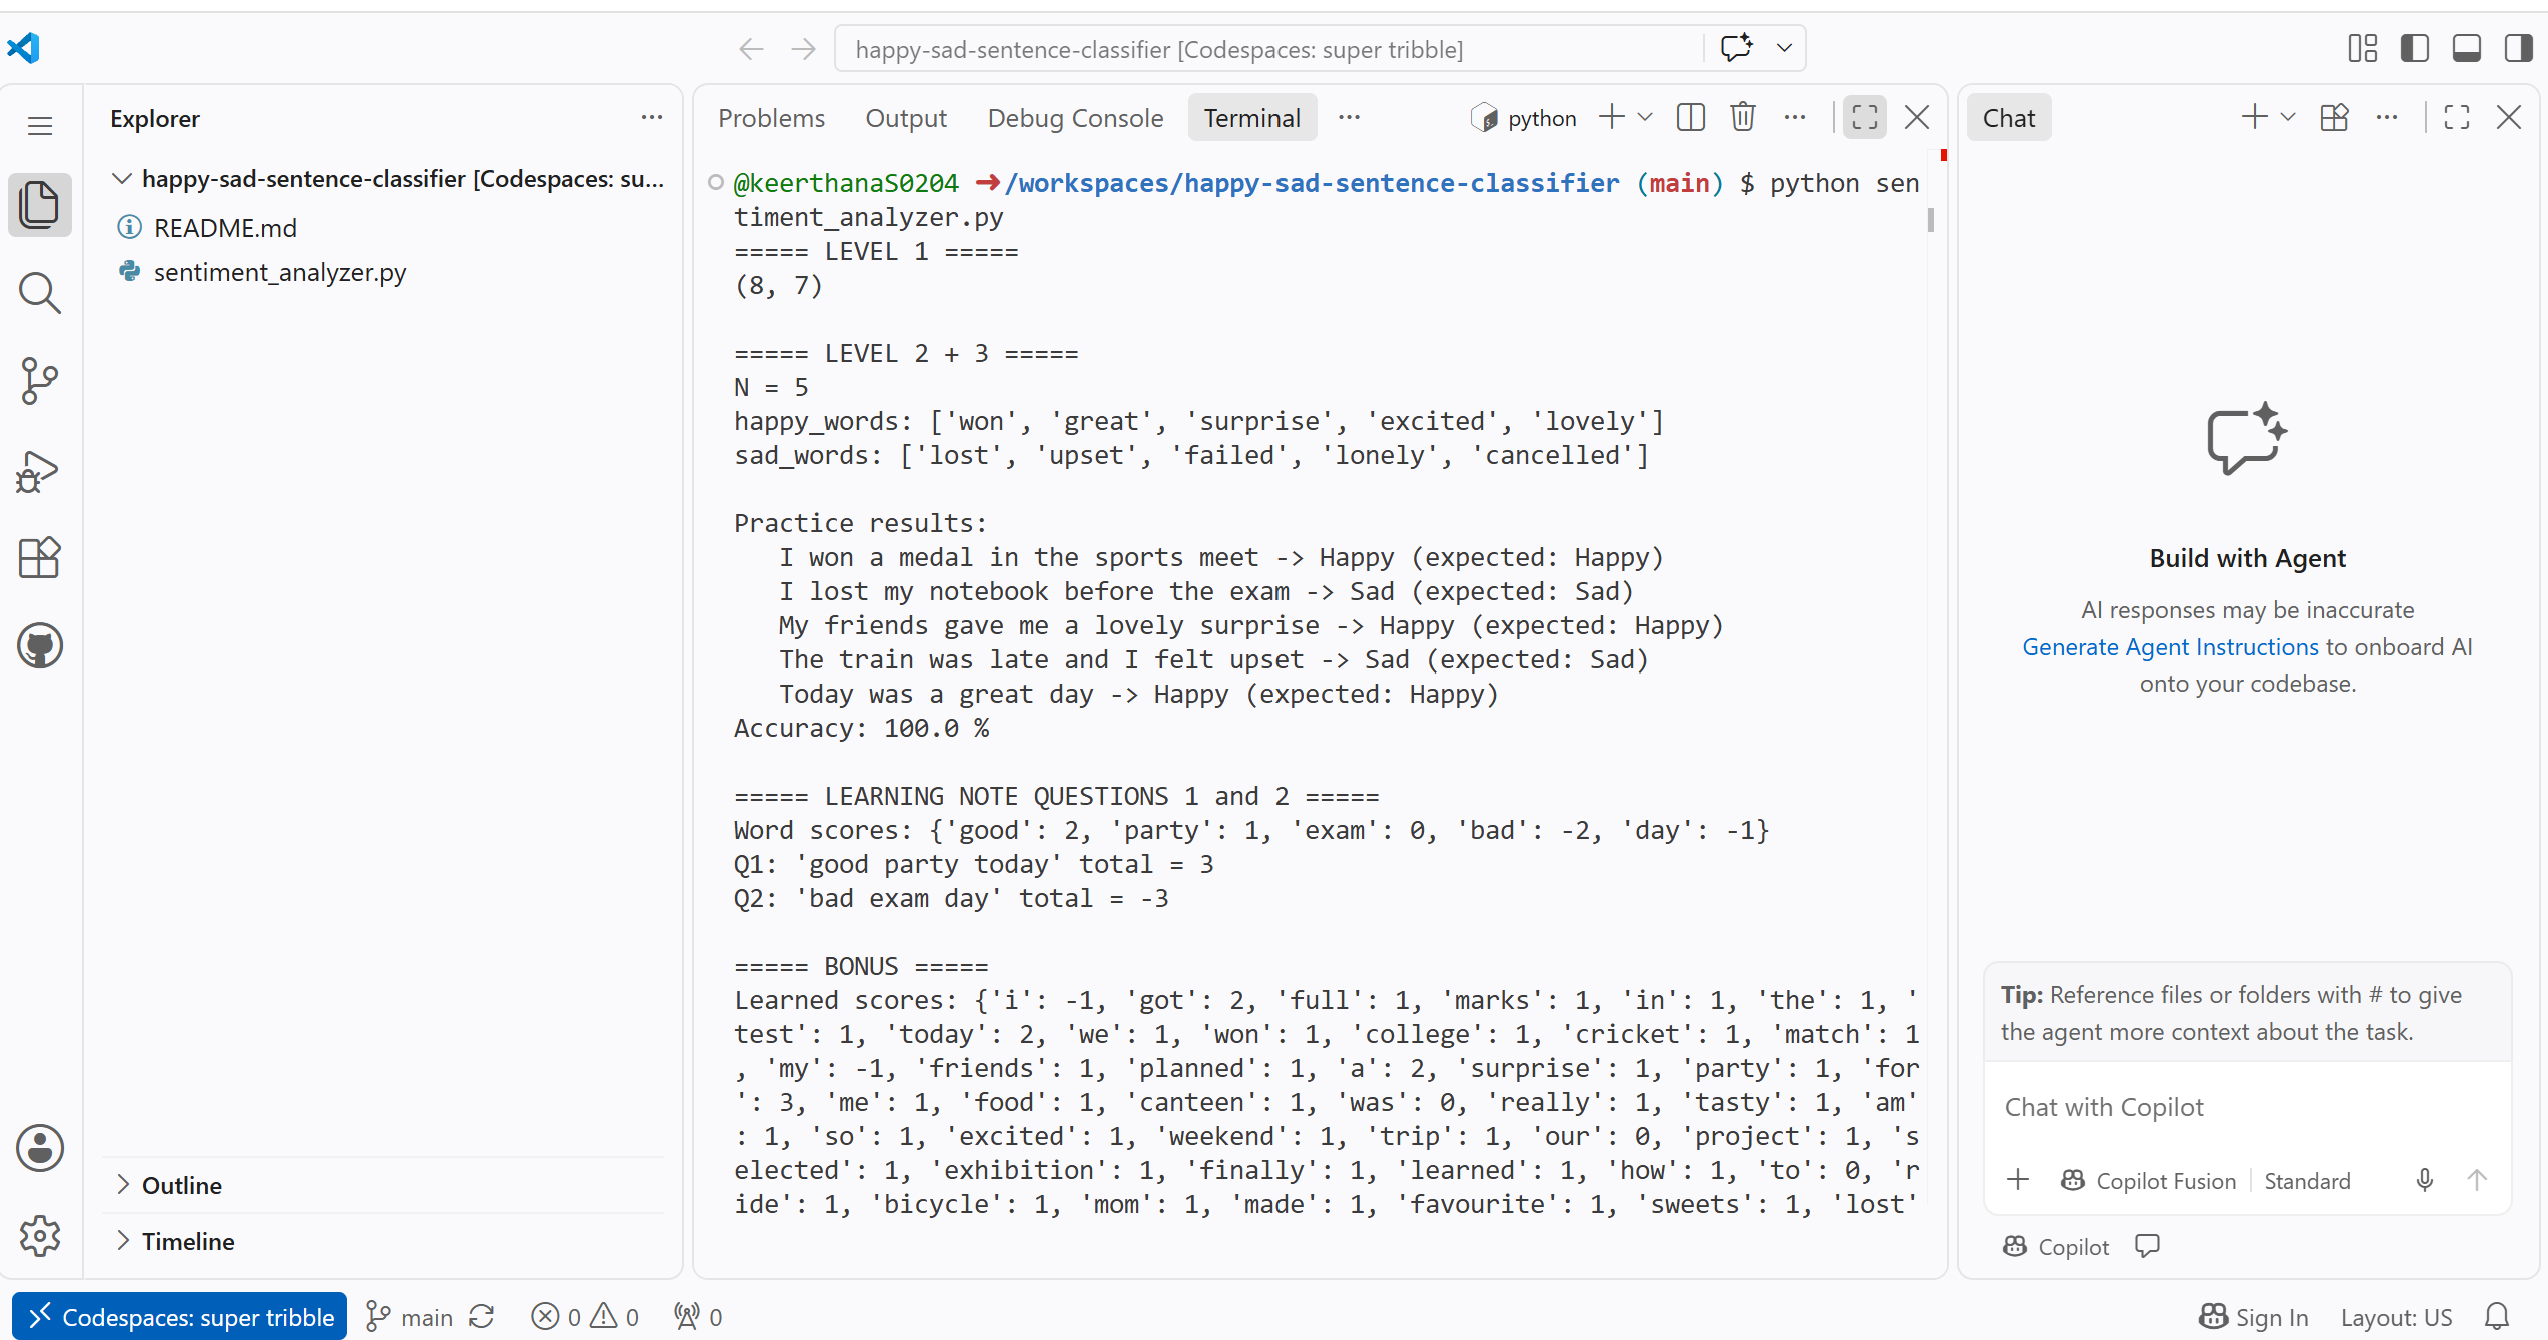 happy-sad-sentence-classifier [Codespaces: super tribble]
Explorer
happy-sad-sentence-classifier [Codespaces: su...
README.md
sentiment_analyzer.py
Outline
Timeline
Problems Output Debug Console Terminal python
@keerthanaS0204 ➜/workspaces/happy-sad-sentence-classifier (main) $ python sen
timent_analyzer.py
===== LEVEL 1 =====
(8, 7)
===== LEVEL 2 + 3 =====
N = 5
happy_words: ['won', 'great', 'surprise', 'excited', 'lovely']
sad_words: ['lost', 'upset', 'failed', 'lonely', 'cancelled']
Practice results:
I won a medal in the sports meet -> Happy (expected: Happy)
I lost my notebook before the exam -> Sad (expected: Sad)
My friends gave me a lovely surprise -> Happy (expected: Happy)
The train was late and I felt upset -> Sad (expected: Sad)
Today was a great day -> Happy (expected: Happy)
Accuracy: 100.0 %
===== LEARNING NOTE QUESTIONS 1 and 2 =====
Word scores: {'good': 2, 'party': 1, 'exam': 0, 'bad': -2, 'day': -1}
Q1: 'good party today' total = 3
Q2: 'bad exam day' total = -3
===== BONUS =====
Learned scores: {'i': -1, 'got': 2, 'full': 1, 'marks': 1, 'in': 1, 'the': 1, '
test': 1, 'today': 2, 'we': 1, 'won': 1, 'college': 1, 'cricket': 1, 'match': 1
, 'my': -1, 'friends': 1, 'planned': 1, 'a': 2, 'surprise': 1, 'party': 1, 'for
': 3, 'me': 1, 'food': 1, 'canteen': 1, 'was': 0, 'really': 1, 'tasty': 1, 'am'
: 1, 'so': 1, 'excited': 1, 'weekend': 1, 'trip': 1, 'our': 0, 'project': 1, 's
elected': 1, 'exhibition': 1, 'finally': 1, 'learned': 1, 'how': 1, 'to': 0, 'r
ide': 1, 'bicycle': 1, 'mom': 1, 'made': 1, 'favourite': 1, 'sweets': 1, 'lost'
Chat
Build with Agent
AI responses may be inaccurate
Generate Agent Instructions to onboard AI
onto your codebase.
Tip: Reference files or folders with # to give
the agent more context about the task.
Chat with Copilot
Copilot Fusion Standard
Copilot
Codespaces: super tribble main 0 0 0 Sign In Layout: US